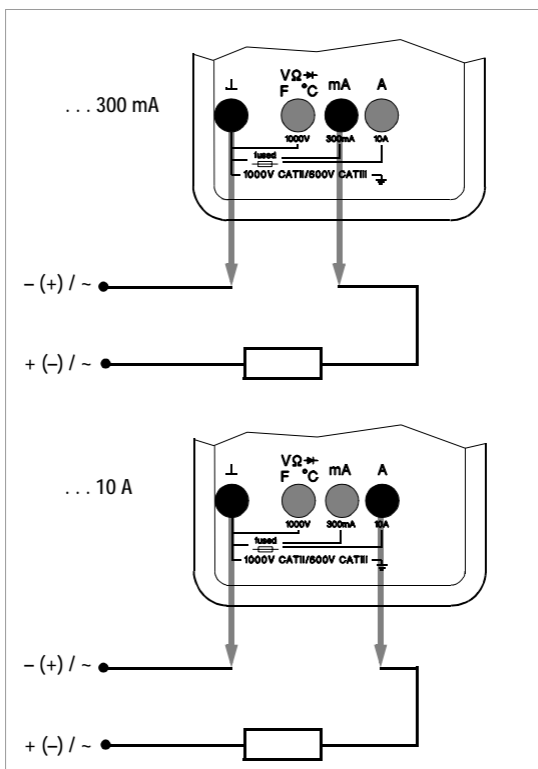 ⊥ VΩ mA A
F °C
. . . 300 mA
1000V 300mA 10A
fused
1000V CATII/600V CATIII
– (+) / ~
+ (–) / ~
⊥ VΩ mA A
F °C
. . . 10 A
1000V 300mA 10A
fused
1000V CATII/600V CATIII
– (+) / ~
+ (–) / ~